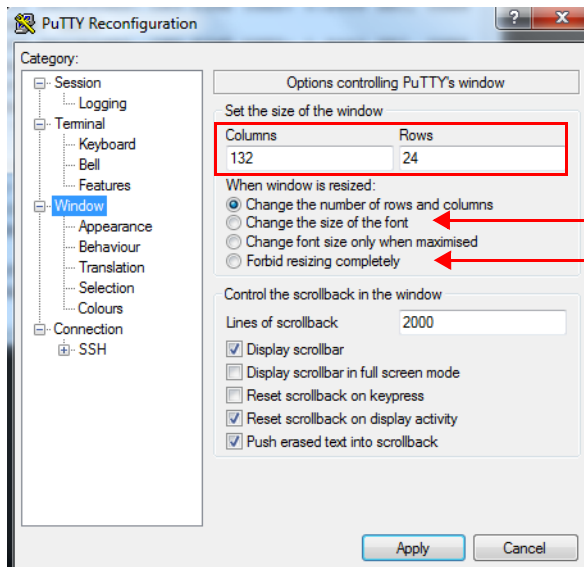 PuTTY Reconfiguration
?
x
Category:
Session
Logging
Terminal
Keyboard
Bell
Features
Window
Appearance
Behaviour
Translation
Selection
Colours
Connection
SSH
Options controlling PuTTY's window
Set the size of the window
Columns Rows
132 24
When window is resized:
Change the number of rows and columns
Change the size of the font
Change font size only when maximised
Forbid resizing completely
Control the scrollback in the window
Lines of scrollback 2000
Display scrollbar
Display scrollbar in full screen mode
Reset scrollback on keypress
Reset scrollback on display activity
Push erased text into scrollback
Apply Cancel